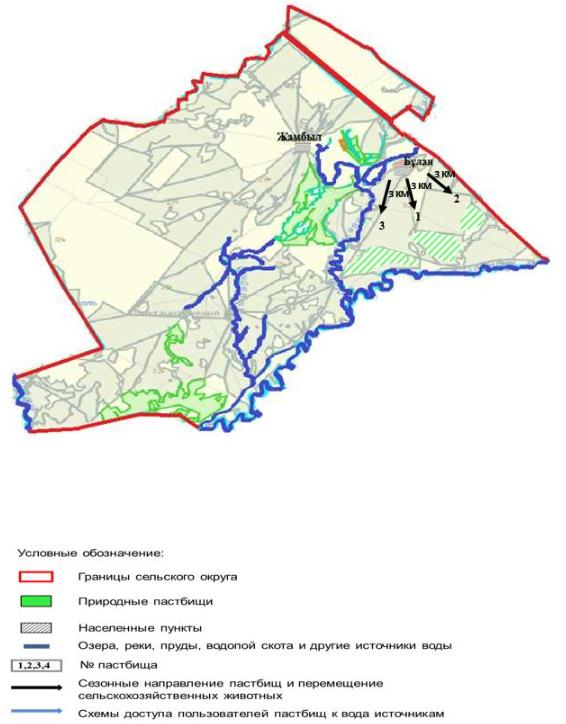 Жамбыл
Бұлан
3 км
3 км
3 км
2
1
3
Условные обозначение:
Границы сельского округа
Природные пастбищи
Населенные пункты
Озера, реки, пруды, водопой скота и другие источники воды
1,2,3,4 № пастбища
Сезонные направление пастбищ и перемещение
сельскохозяйственных животных
Схемы доступа пользователей пастбищ к вода источникам